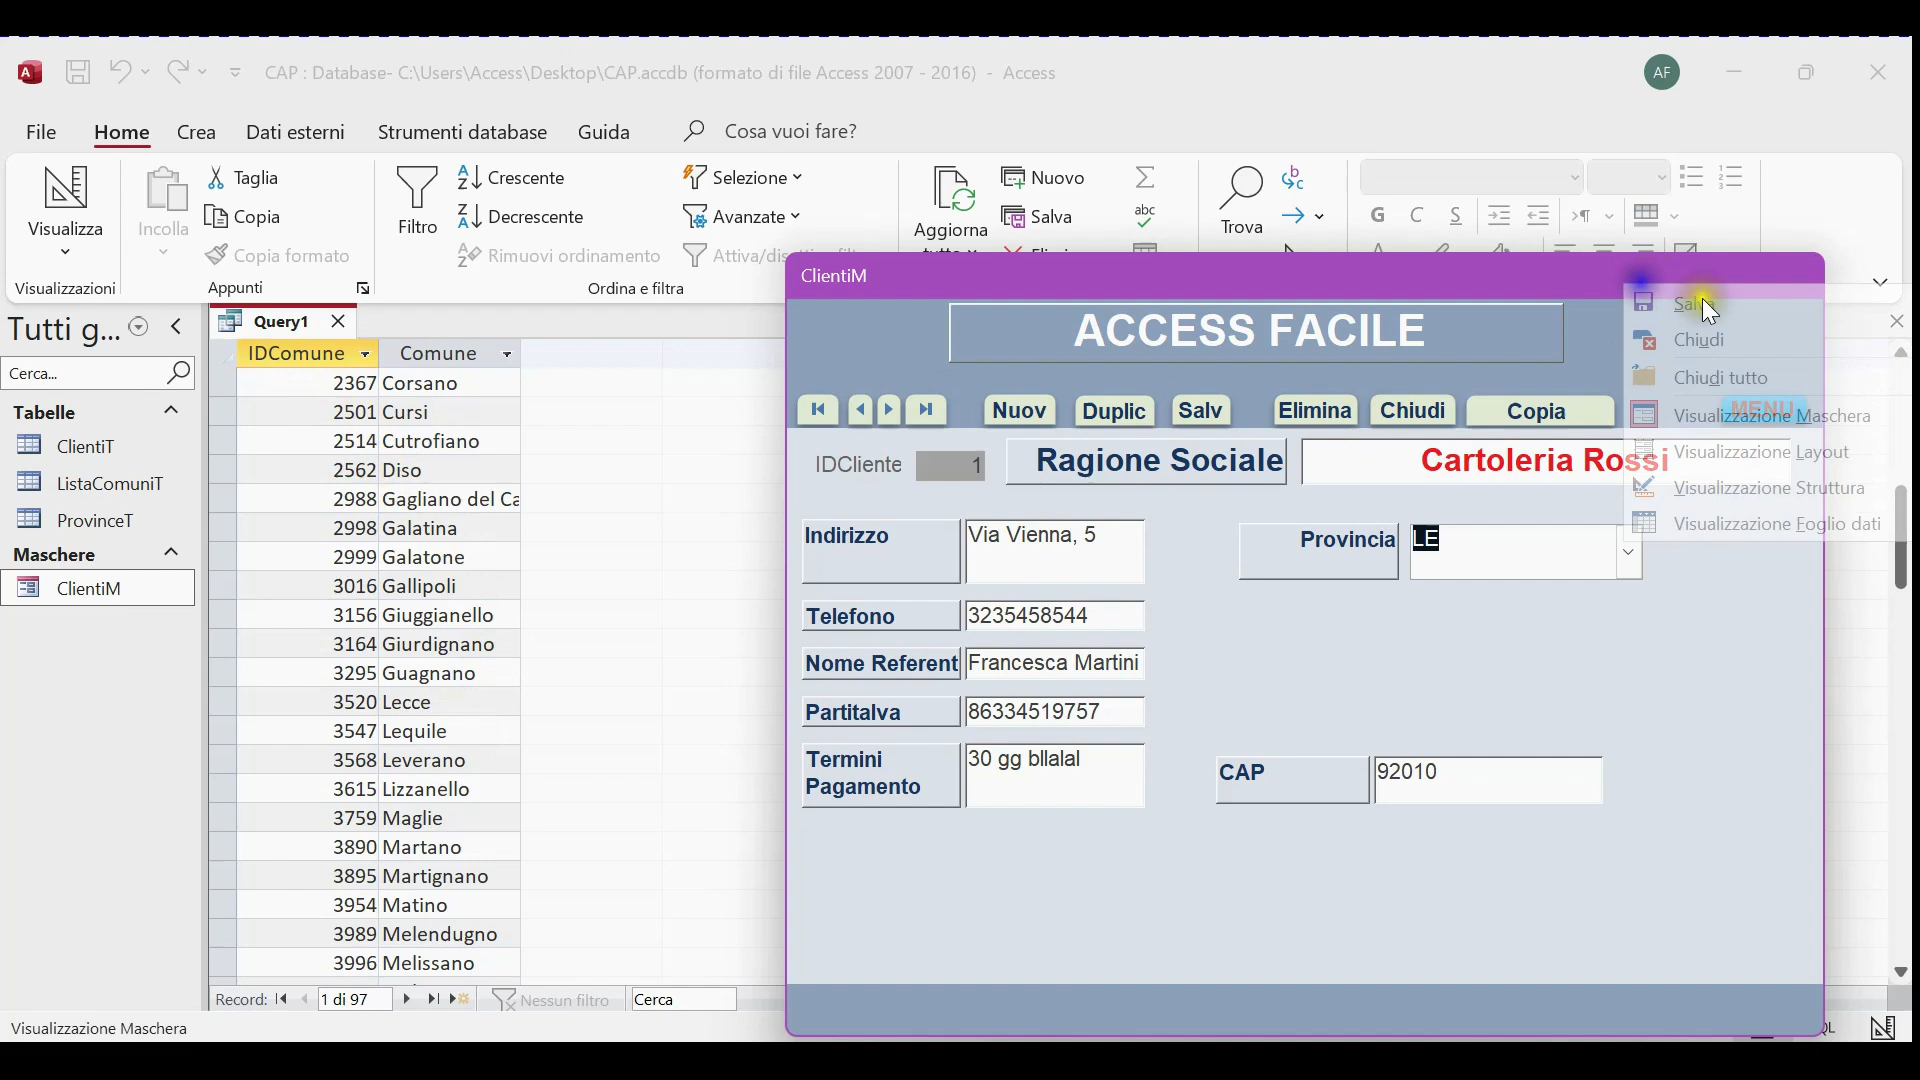 CAP : Database- C:\Users\Access\Desktop\CAP.accdb (formato di file Access 2007 - 2016) - Access
AF
File Home Crea Dati esterni Strumenti database Guida Cosa vuoi fare?
Visualizza
Incolla
Taglia
Copia
Copia formato
Filtro
Crescente
Decrescente
Rimuovi ordinamento
Selezione
Avanzate
Aggiorna
Nuovo
Salva
Trova
G C S
Visualizzazioni
Appunti
Ordina e filtra
Tutti g...
Cerca...
Tabelle
ClientiT
ListaComuniT
ProvinceT
Maschere
ClientiM
Query1
IDComune Comune
2367 Corsano
2501 Cursi
2514 Cutrofiano
2562 Diso
2988 Gagliano del Ca
2998 Galatina
2999 Galatone
3016 Gallipoli
3156 Giuggianello
3164 Giurdignano
3295 Guagnano
3520 Lecce
3547 Lequile
3568 Leverano
3615 Lizzanello
3759 Maglie
3890 Martano
3895 Martignano
3954 Matino
3989 Melendugno
3996 Melissano
Record: 1 di 97 Nessun filtro Cerca
ClientiM
ACCESS FACILE
Nuov Duplic Salv Elimina Chiudi Copia MENU
IDCliente 1 Ragione Sociale Cartoleria Rossi
Indirizzo Via Vienna, 5
Provincia LE
Telefono 3235458544
Nome Referent Francesca Martini
PartitaIva 86334519757
Termini
Pagamento
30 gg bllalal
CAP 92010
Salva
Chiudi
Chiudi tutto
Visualizzazione Maschera
Visualizzazione Layout
Visualizzazione Struttura
Visualizzazione Foglio dati
Visualizzazione Maschera